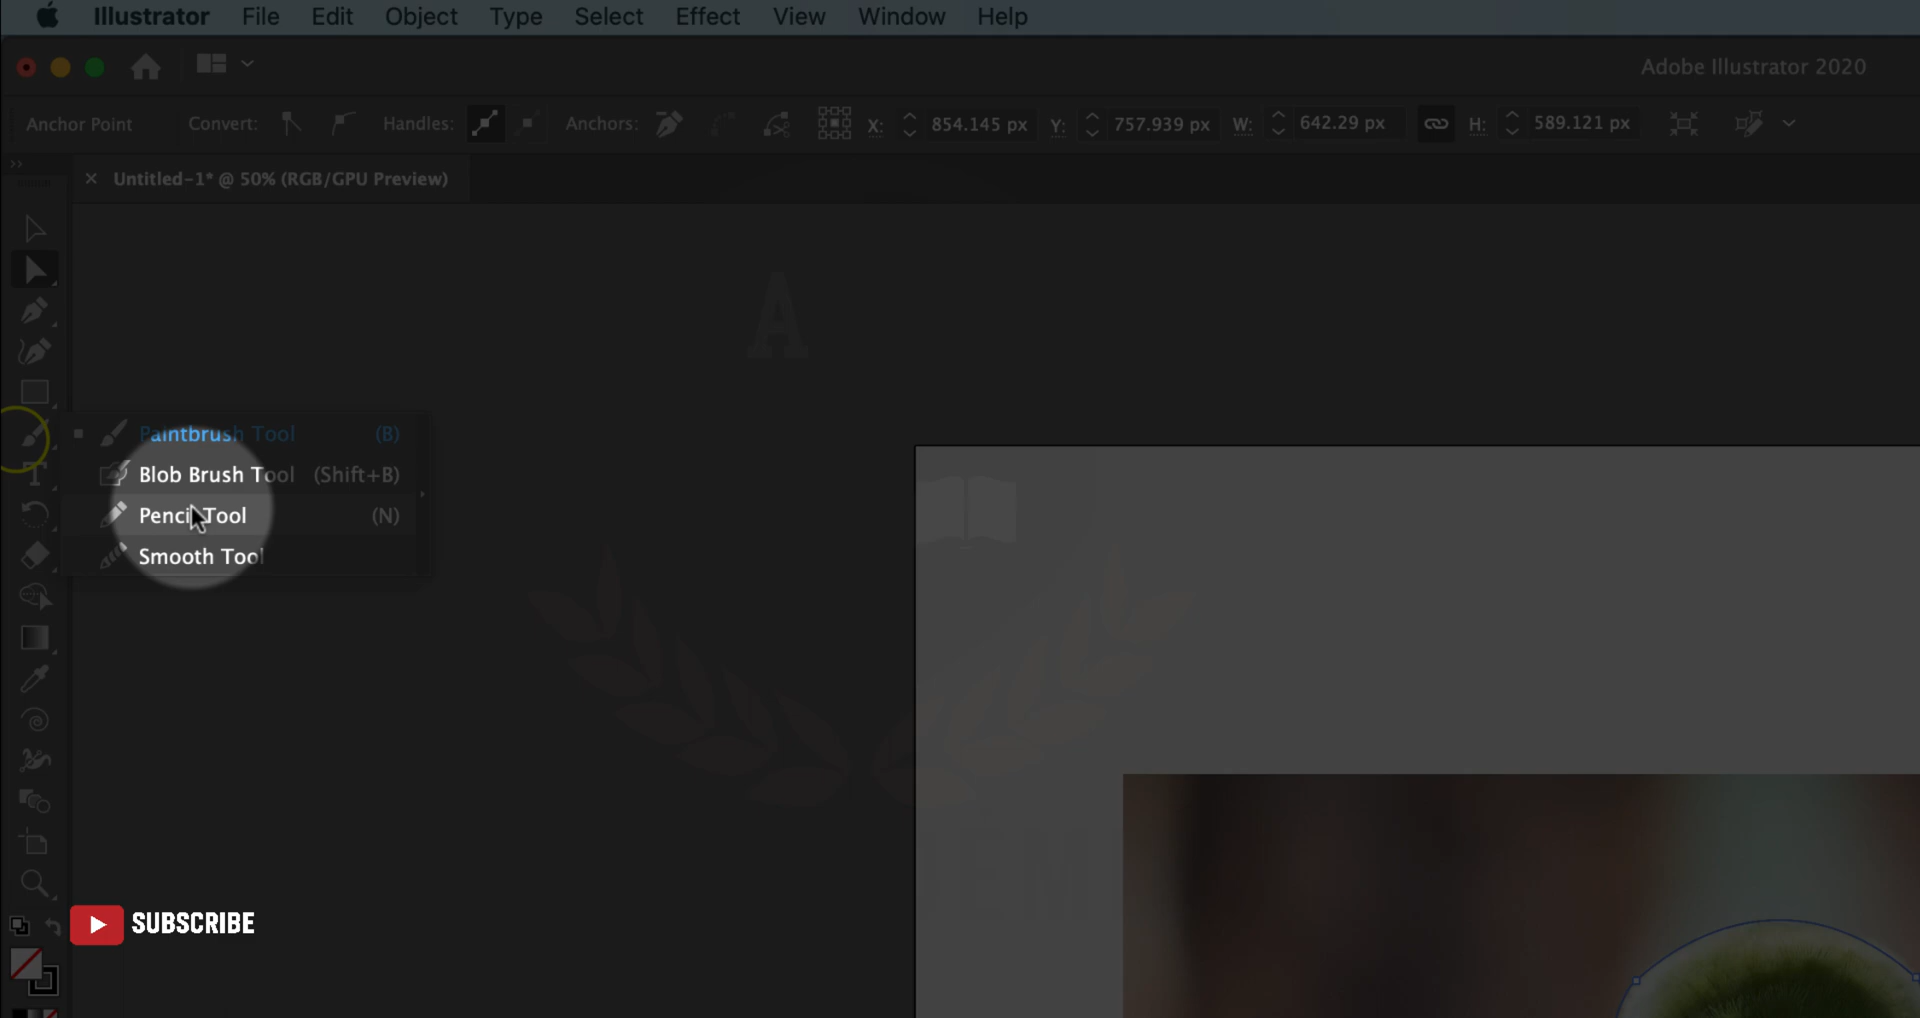 Illustrator File Edit Object Type Select Effect View Window Help
Adobe Illustrator 2020
Anchor Point Convert: Handles: Anchors: X: 854.145 px Y: 757.939 px W: 642.29 px H: 589.121 px
Untitled-1* @ 50% (RGB/GPU Preview)
A
Paintbrush Tool (B)
Blob Brush Tool (Shift+B)
Pencil Tool (N)
Smooth Tool
SUBSCRIBE